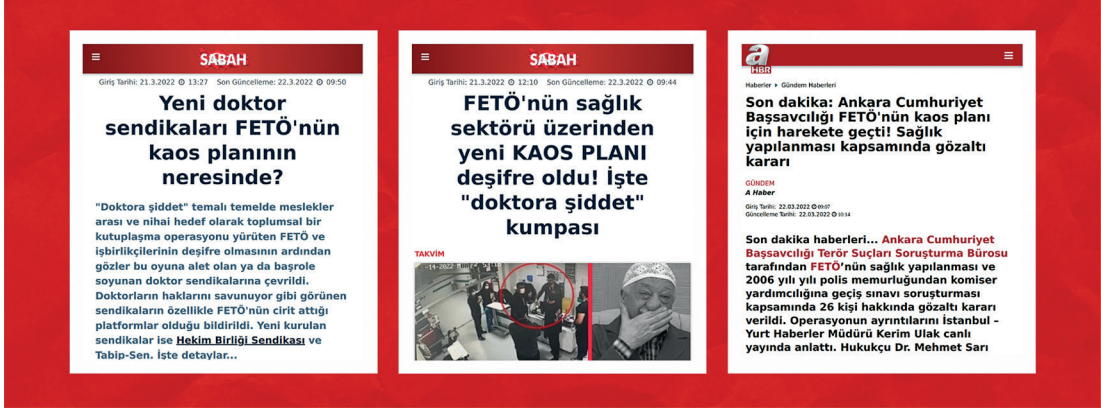 SABAH
Giriş Tarihi: 21.3.2022 13:27 Son Güncelleme: 22.3.2022 09:50
Yeni doktor
sendikaları FETÖ'nün
kaos planının
neresinde?
"Doktora şiddet" temalı temelde meslekler
arası ve nihai hedef olarak toplumsal bir
kutuplaşma operasyonu yürüten FETÖ ve
işbirlikçilerinin deşifre olmasının ardından
gözler bu oyuna alet olan ya da başrole
soyunan doktor sendikalarına çevrildi.
Doktorların haklarını savunuyor gibi görünen
sendikaların özellikle FETÖ'nün cirit attığı
platformlar olduğu bildirildi. Yeni kurulan
sendikalar ise Hekim Birliği Sendikası ve
Tabip-Sen. İşte detaylar...
SABAH
Giriş Tarihi: 21.3.2022 12:10 Son Güncelleme: 22.3.2022 09:44
FETÖ'nün sağlık
sektörü üzerinden
yeni KAOS PLANI
deşifre oldu! İşte
"doktora şiddet"
kumpası
TAKVİM
a
HBR
Haberler Gündem Haberleri
Son dakika: Ankara Cumhuriyet
Başsavcılığı FETÖ'nün kaos planı
için harekete geçti! Sağlık
yapılanması kapsamında gözaltı
kararı
GÜNDEM
A Haber
Giriş Tarihi: 22.03.2022 09:07
Güncelleme Tarihi: 22.03.2022 10:14
Son dakika haberleri... Ankara Cumhuriyet
Başsavcılığı Terör Suçları Soruşturma Bürosu
tarafından FETÖ'nün sağlık yapılanması ve
2006 yılı yılı polis memurluğundan komiser
yardımcılığına geçiş sınavı soruşturması
kapsamında 26 kişi hakkında gözaltı kararı
verildi. Operasyonun ayrıntılarını İstanbul –
Yurt Haberler Müdürü Kerim Ulak canlı
yayında anlattı. Hukukçu Dr. Mehmet Sarı